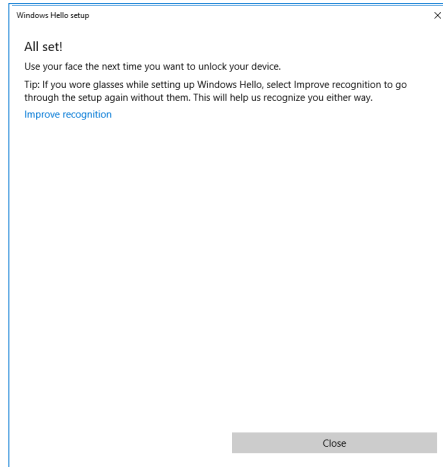 Windows Hello setup
All set!
Use your face the next time you want to unlock your device.
Tip: If you wore glasses while setting up Windows Hello, select Improve recognition to go
through the setup again without them. This will help us recognize you either way.
Improve recognition
Close